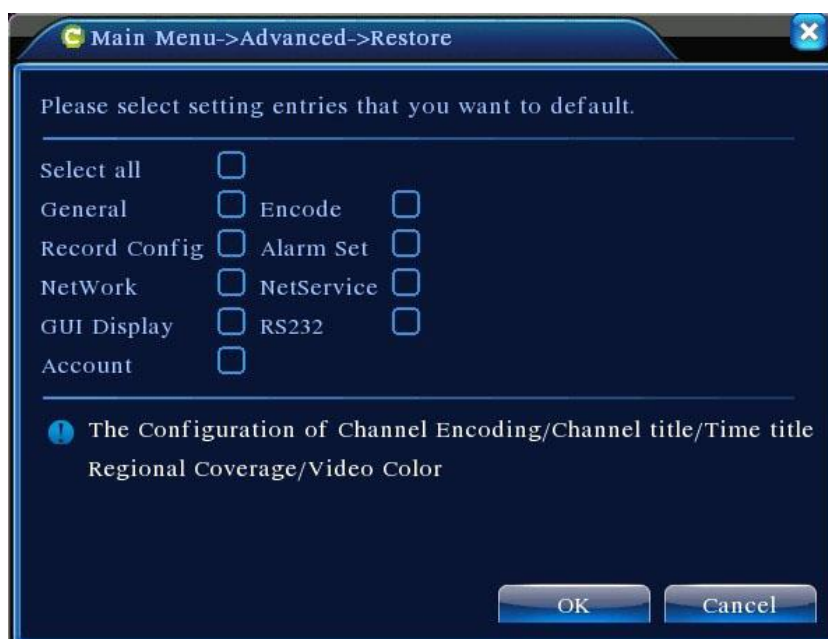 Main Menu->Advanced->Restore
Please select setting entries that you want to default.
Select all
General Encode
Record Config Alarm Set
NetWork NetService
GUI Display RS232
Account
The Configuration of Channel Encoding/Channel title/Time title
Regional Coverage/Video Color
OK Cancel